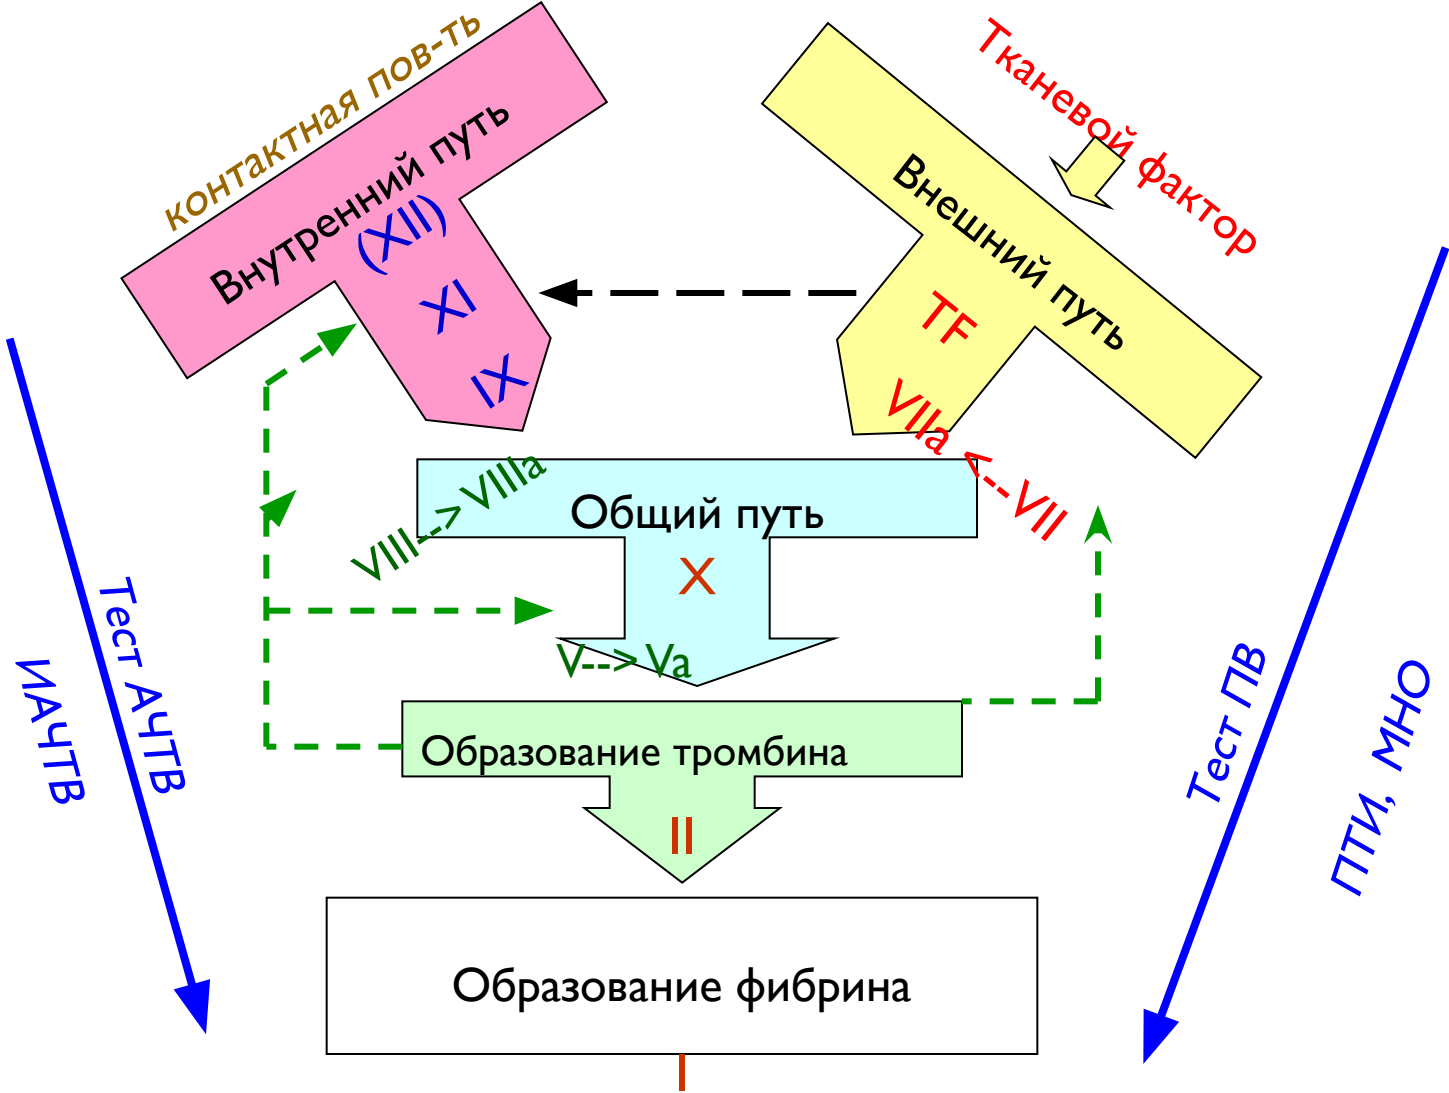 контактная пов-ть
Внутренний путь
(XII)
XI
IX
Тканевой фактор
Внешний путь
TF
VIIa <--VII
VIII--> VIIIa
Общий путь
X
V--> Va
Образование тромбина
II
Образование фибрина
I
Тест АЧТВ
ИАЧТВ
Тест ПВ
ПТИ, МНО